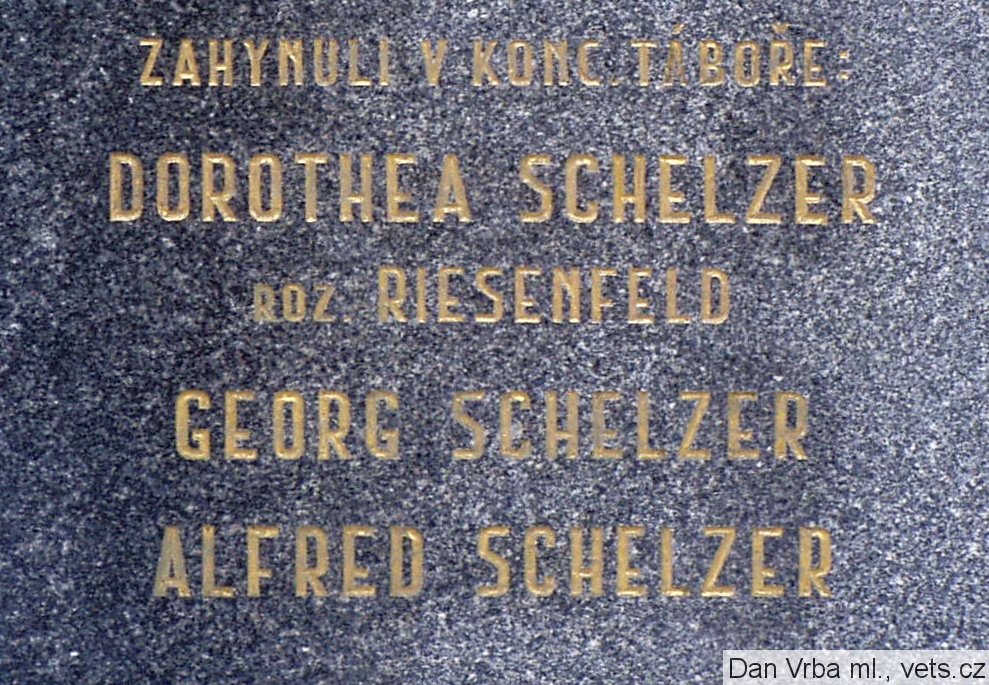 ZAHYNULI V KONC. TÁBOŘE:
DOROTHEA SCHELZER
ROZ. RIESENFELD
GEORG SCHELZER
ALFRED SCHELZER
Dan Vrba ml., vets.cz